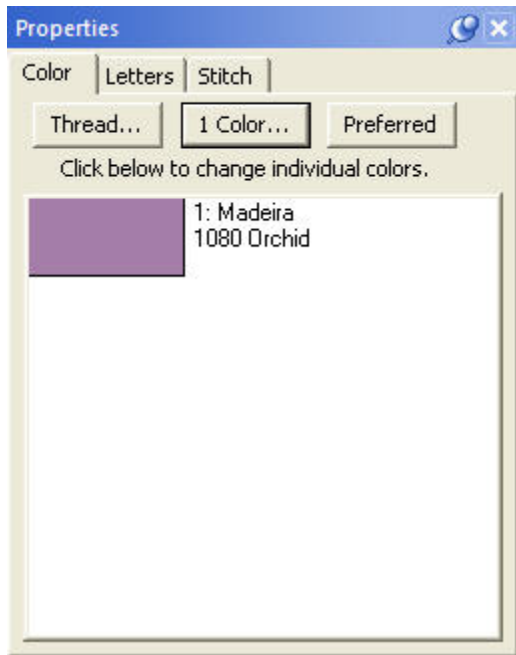 Properties
Color Letters Stitch
Thread... 1 Color... Preferred
Click below to change individual colors.
1: Madeira
1080 Orchid